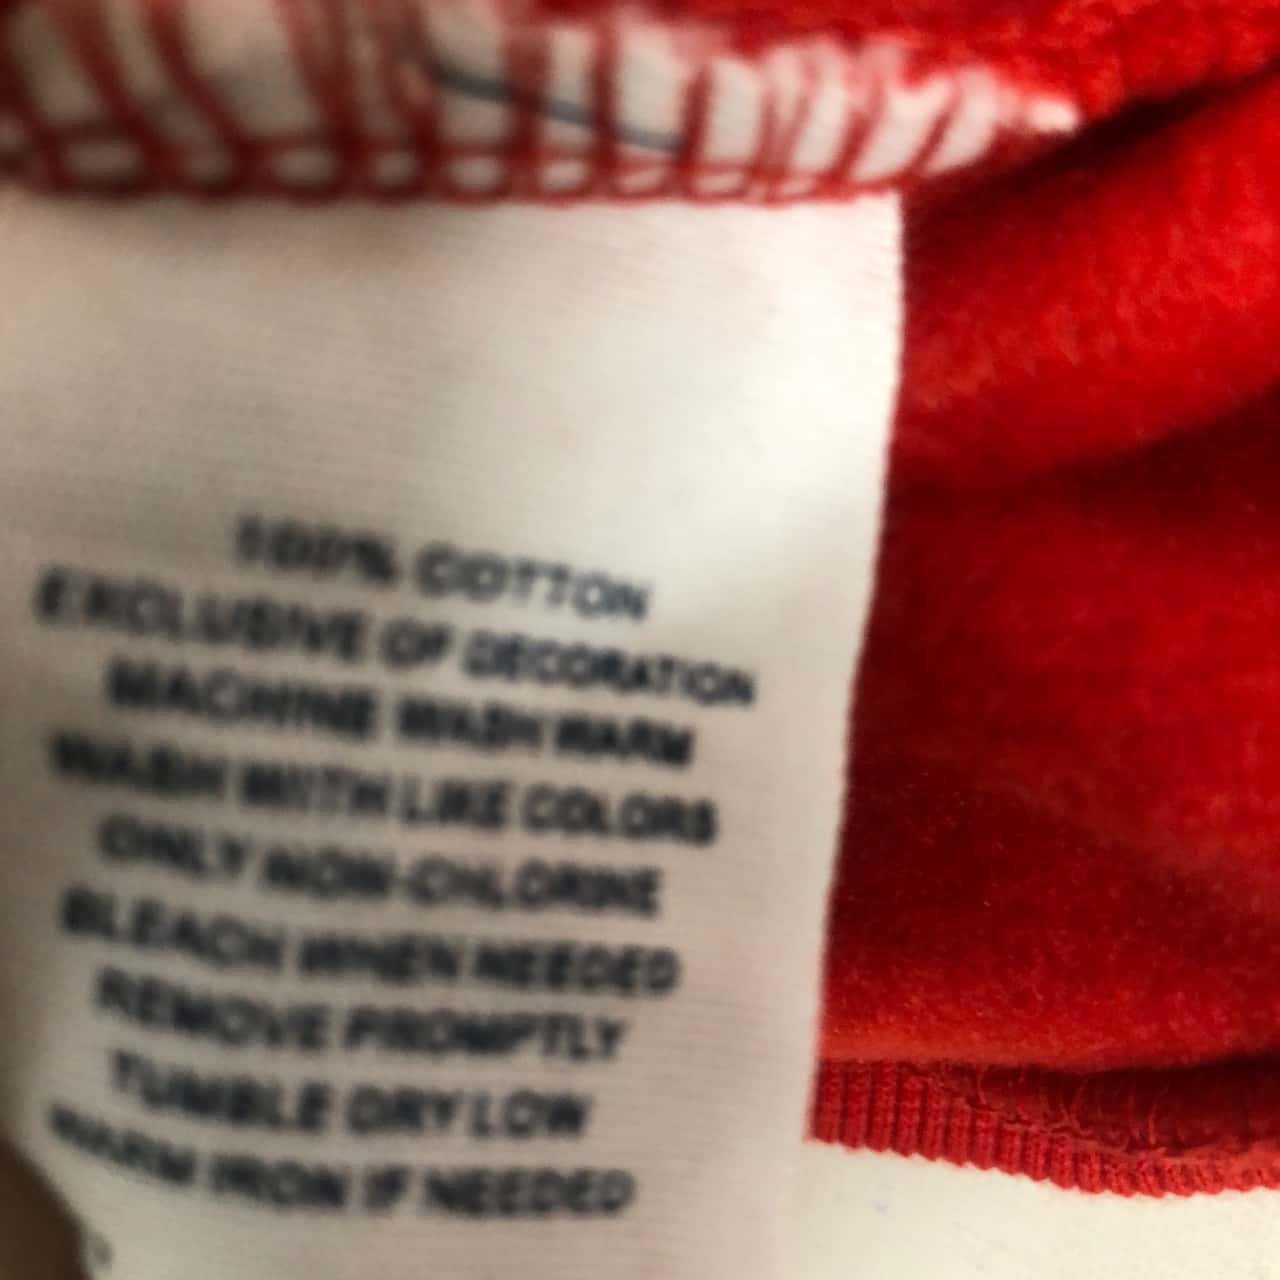 100% COTTON
EXCLUSIVE OF DECORATION
MACHINE WASH WARM
WASH WITH LIKE COLORS
ONLY NON-CHLORINE
BLEACH WHEN NEEDED
REMOVE PROMPTLY
TUMBLE DRY LOW
WARM IRON IF NEEDED